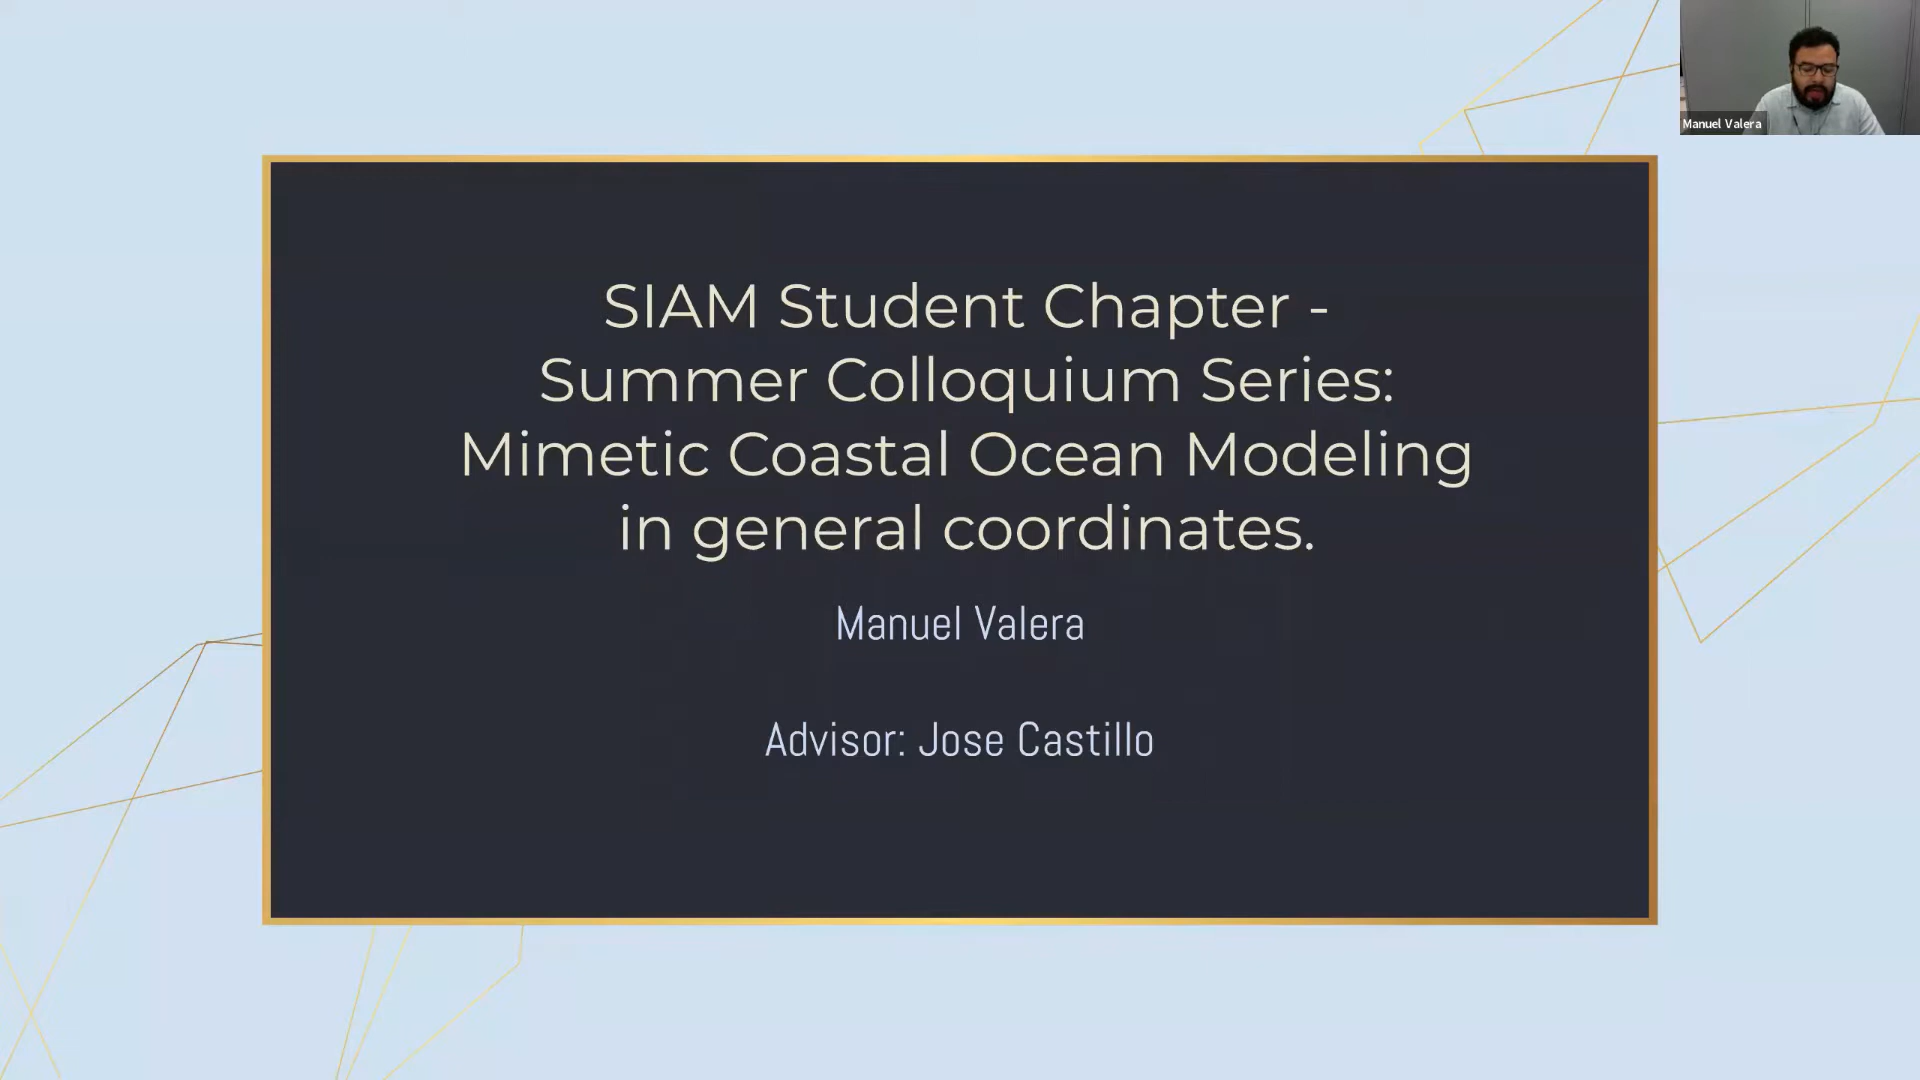 SIAM Student Chapter -
Summer Colloquium Series:
Mimetic Coastal Ocean Modeling
in general coordinates.
Manuel Valera
Advisor: Jose Castillo
Manuel Valera